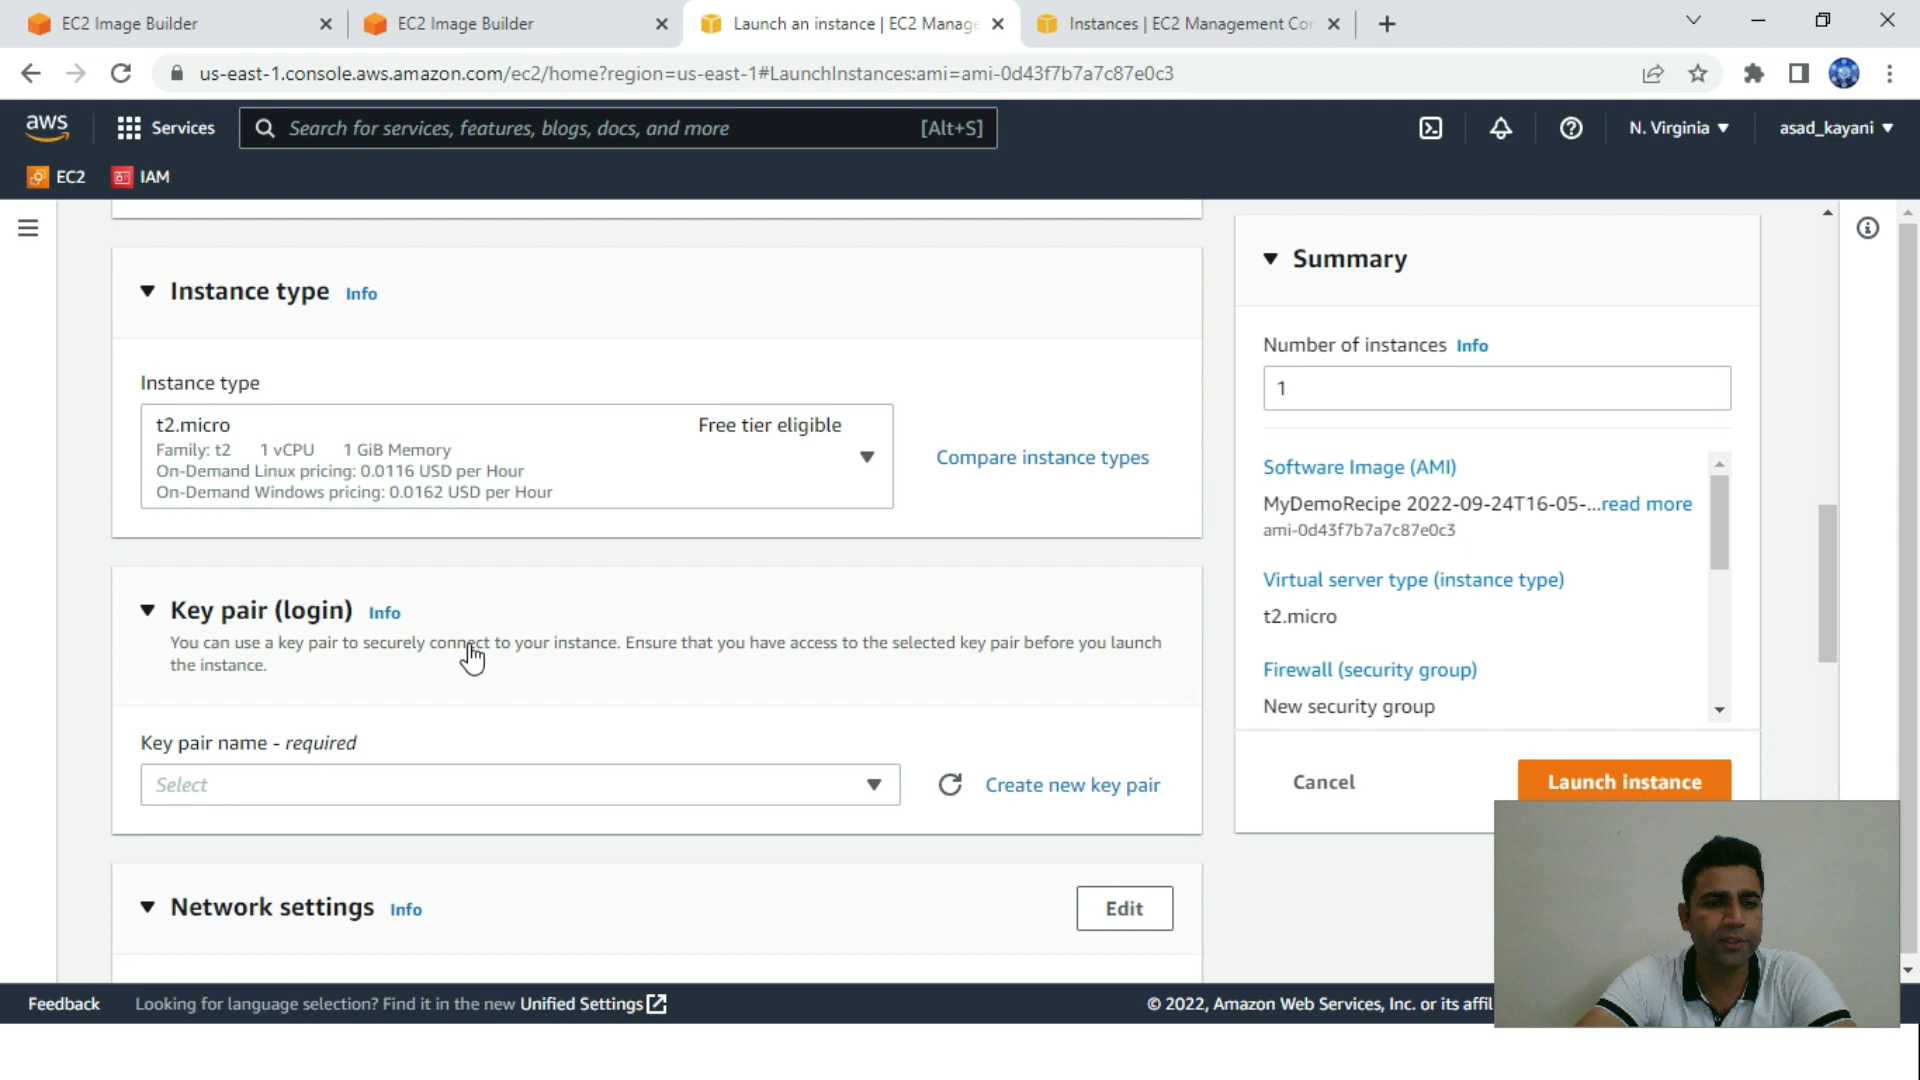 EC2 Image Builder
EC2 Image Builder
Launch an instance | EC2 Manage
Instances | EC2 Management Con
us-east-1.console.aws.amazon.com/ec2/home?region=us-east-1#LaunchInstances:ami=ami-0d43f7b7a7c87e0c3
aws
Services
Search for services, features, blogs, docs, and more
[Alt+S]
N. Virginia
asad_kayani
EC2
IAM
Instance type Info
Instance type
t2.micro
Free tier eligible
Family: t2 1 vCPU 1 GiB Memory
On-Demand Linux pricing: 0.0116 USD per Hour
On-Demand Windows pricing: 0.0162 USD per Hour
Compare instance types
Key pair (login) Info
You can use a key pair to securely connect to your instance. Ensure that you have access to the selected key pair before you launch
the instance.
Key pair name - required
Select
Create new key pair
Network settings Info
Edit
Summary
Number of instances Info
1
Software Image (AMI)
MyDemoRecipe 2022-09-24T16-05-...read more
ami-0d43f7b7a7c87e0c3
Virtual server type (instance type)
t2.micro
Firewall (security group)
New security group
Cancel
Launch instance
Feedback
Looking for language selection? Find it in the new Unified Settings
© 2022, Amazon Web Services, Inc. or its affil